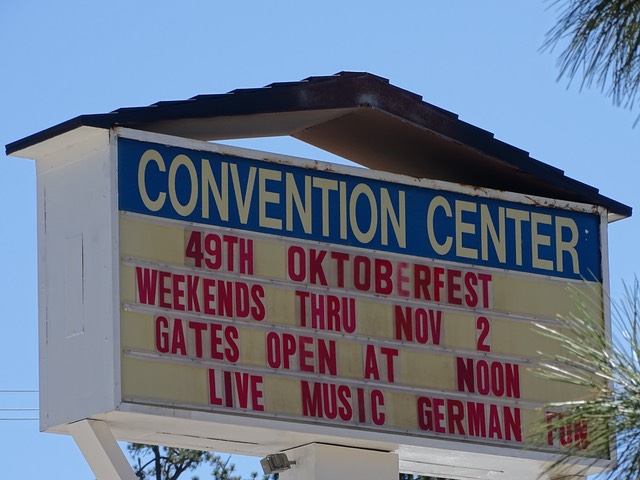 CONVENTION CENTER
49TH OKTOBERFEST
WEEKENDS THRU NOV 2
GATES OPEN AT NOON
LIVE MUSIC GERMAN FUN